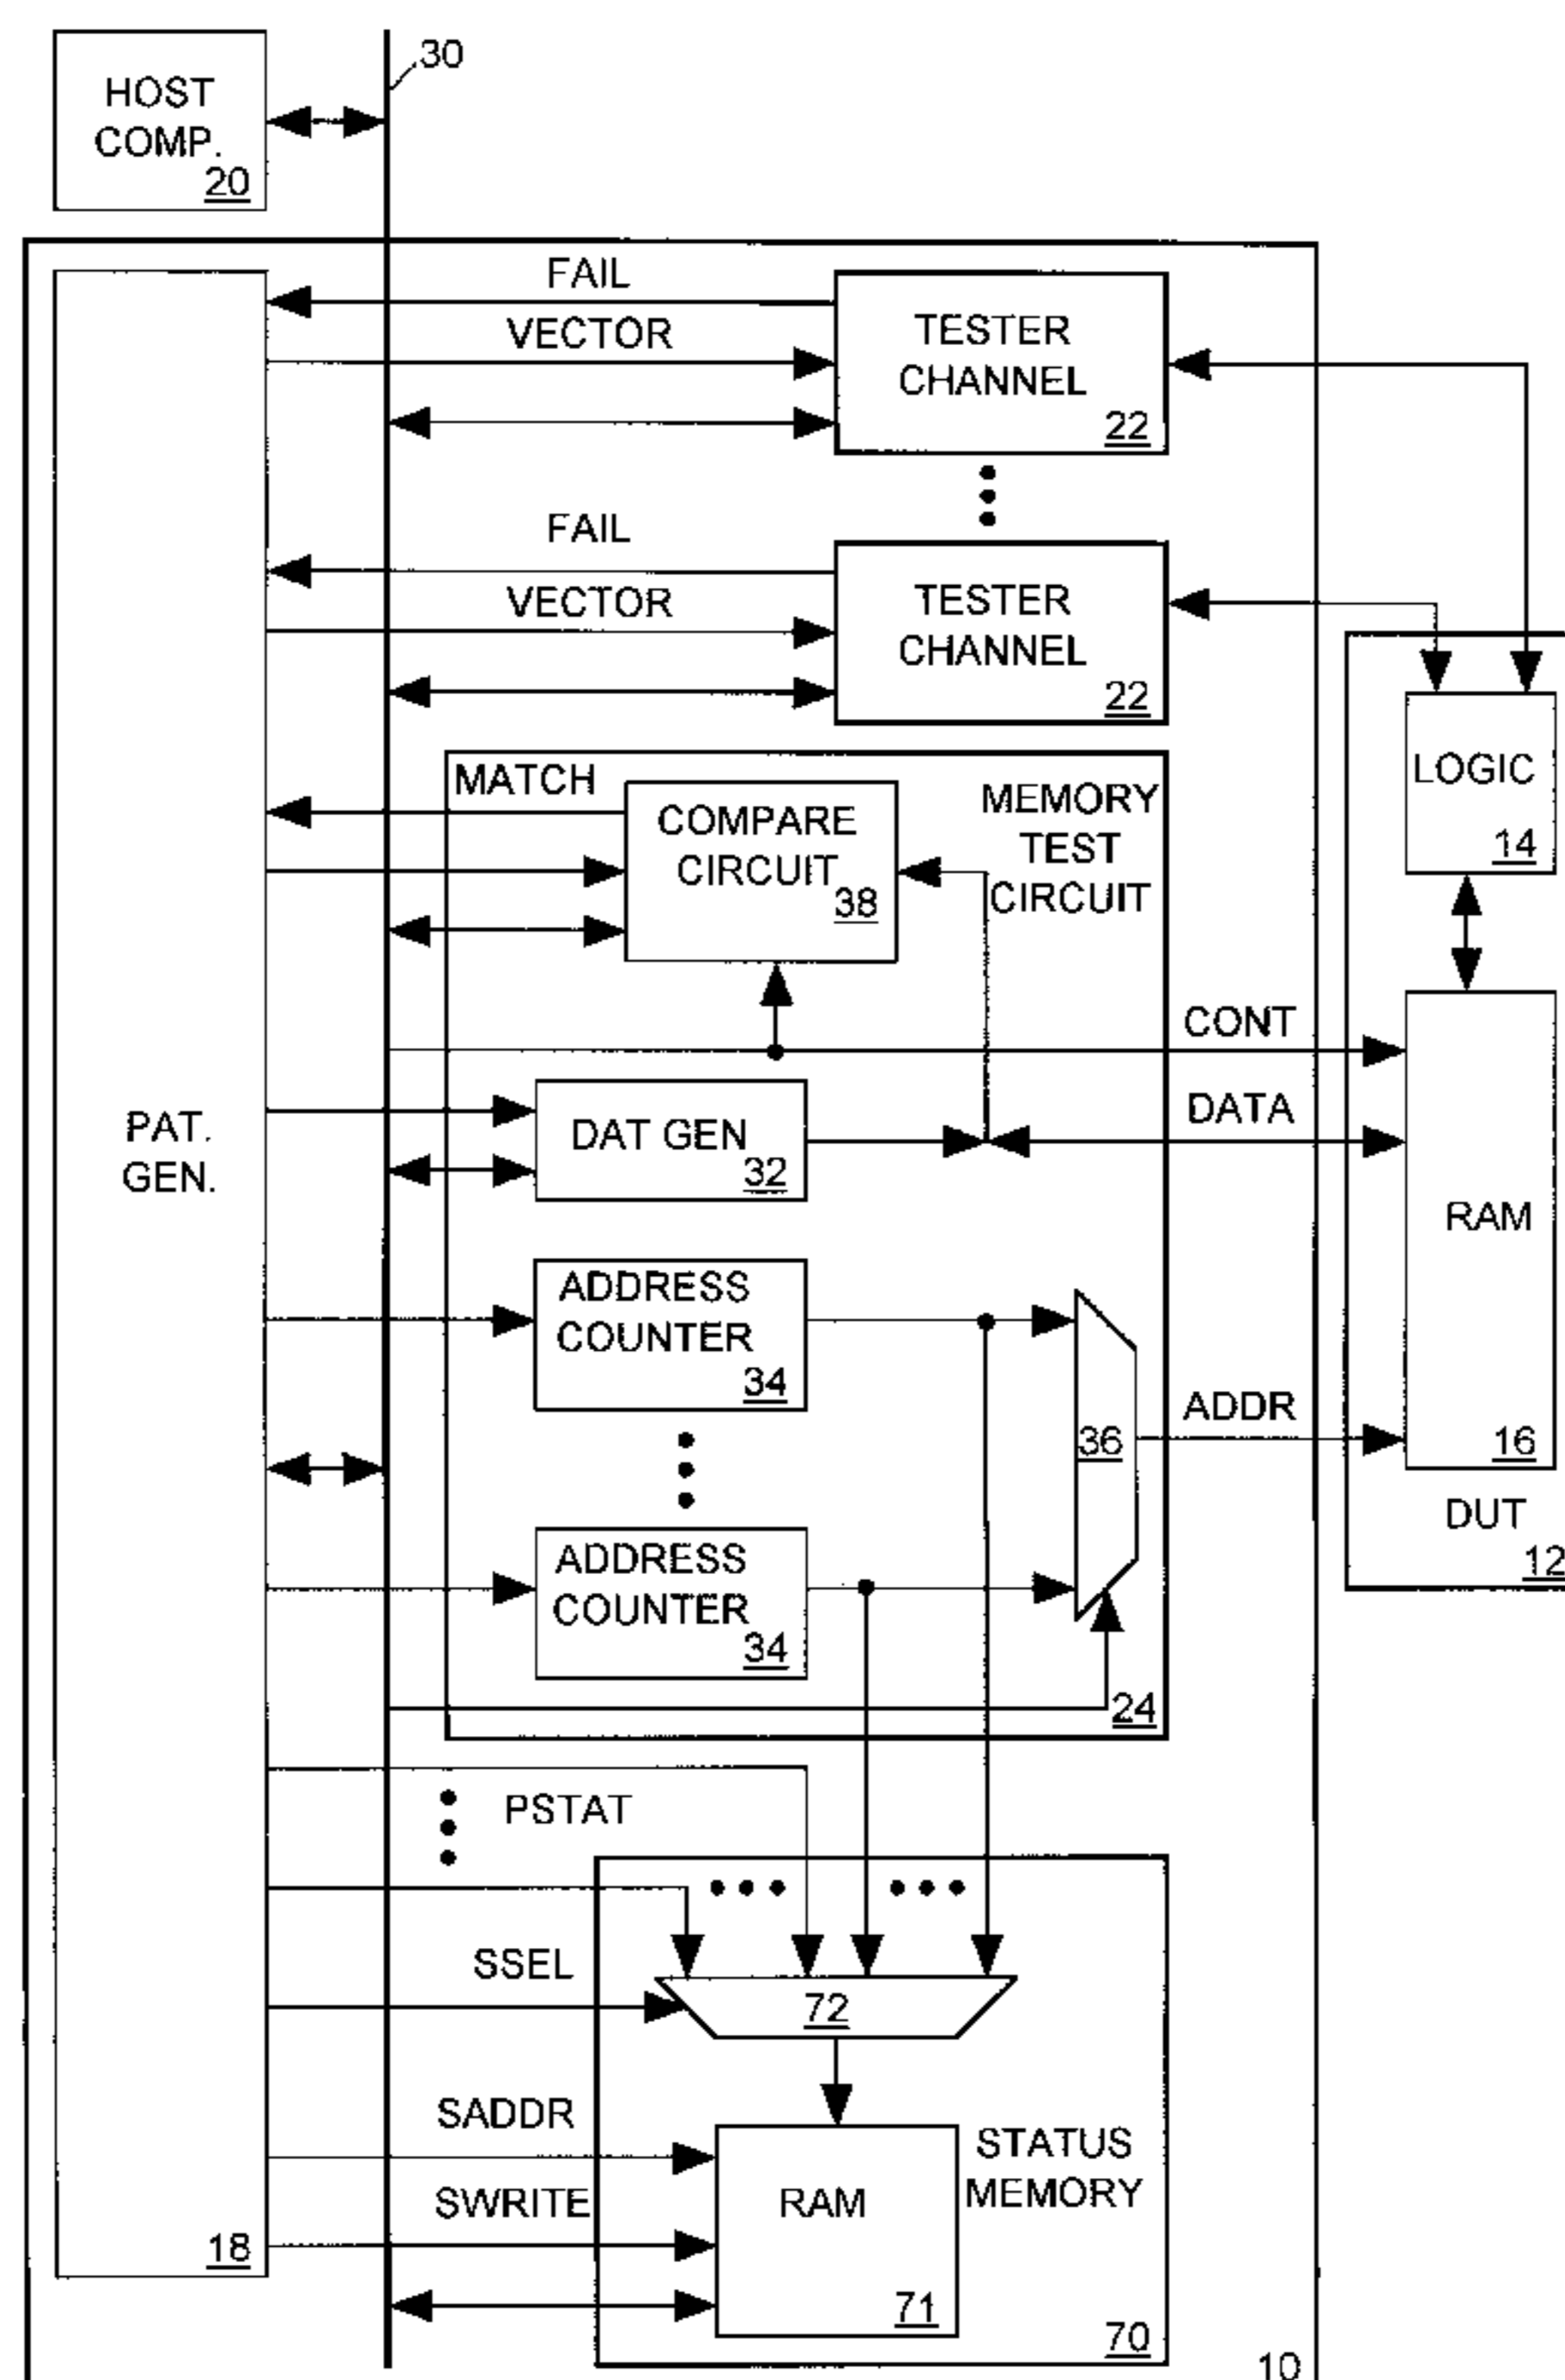 HOST
COMP.
20
30
FAIL
VECTOR
TESTER
CHANNEL
22
FAIL
VECTOR
TESTER
CHANNEL
22
LOGIC
14
MATCH
COMPARE
CIRCUIT
38
MEMORY
TEST
CIRCUIT
CONT
DATA
DAT GEN
32
PAT.
GEN.
RAM
16
ADDRESS
COUNTER
34
36
ADDR
DUT
12
ADDRESS
COUNTER
34
24
PSTAT
SSEL
72
SADDR
SWRITE
RAM
71
STATUS
MEMORY
18
70
10